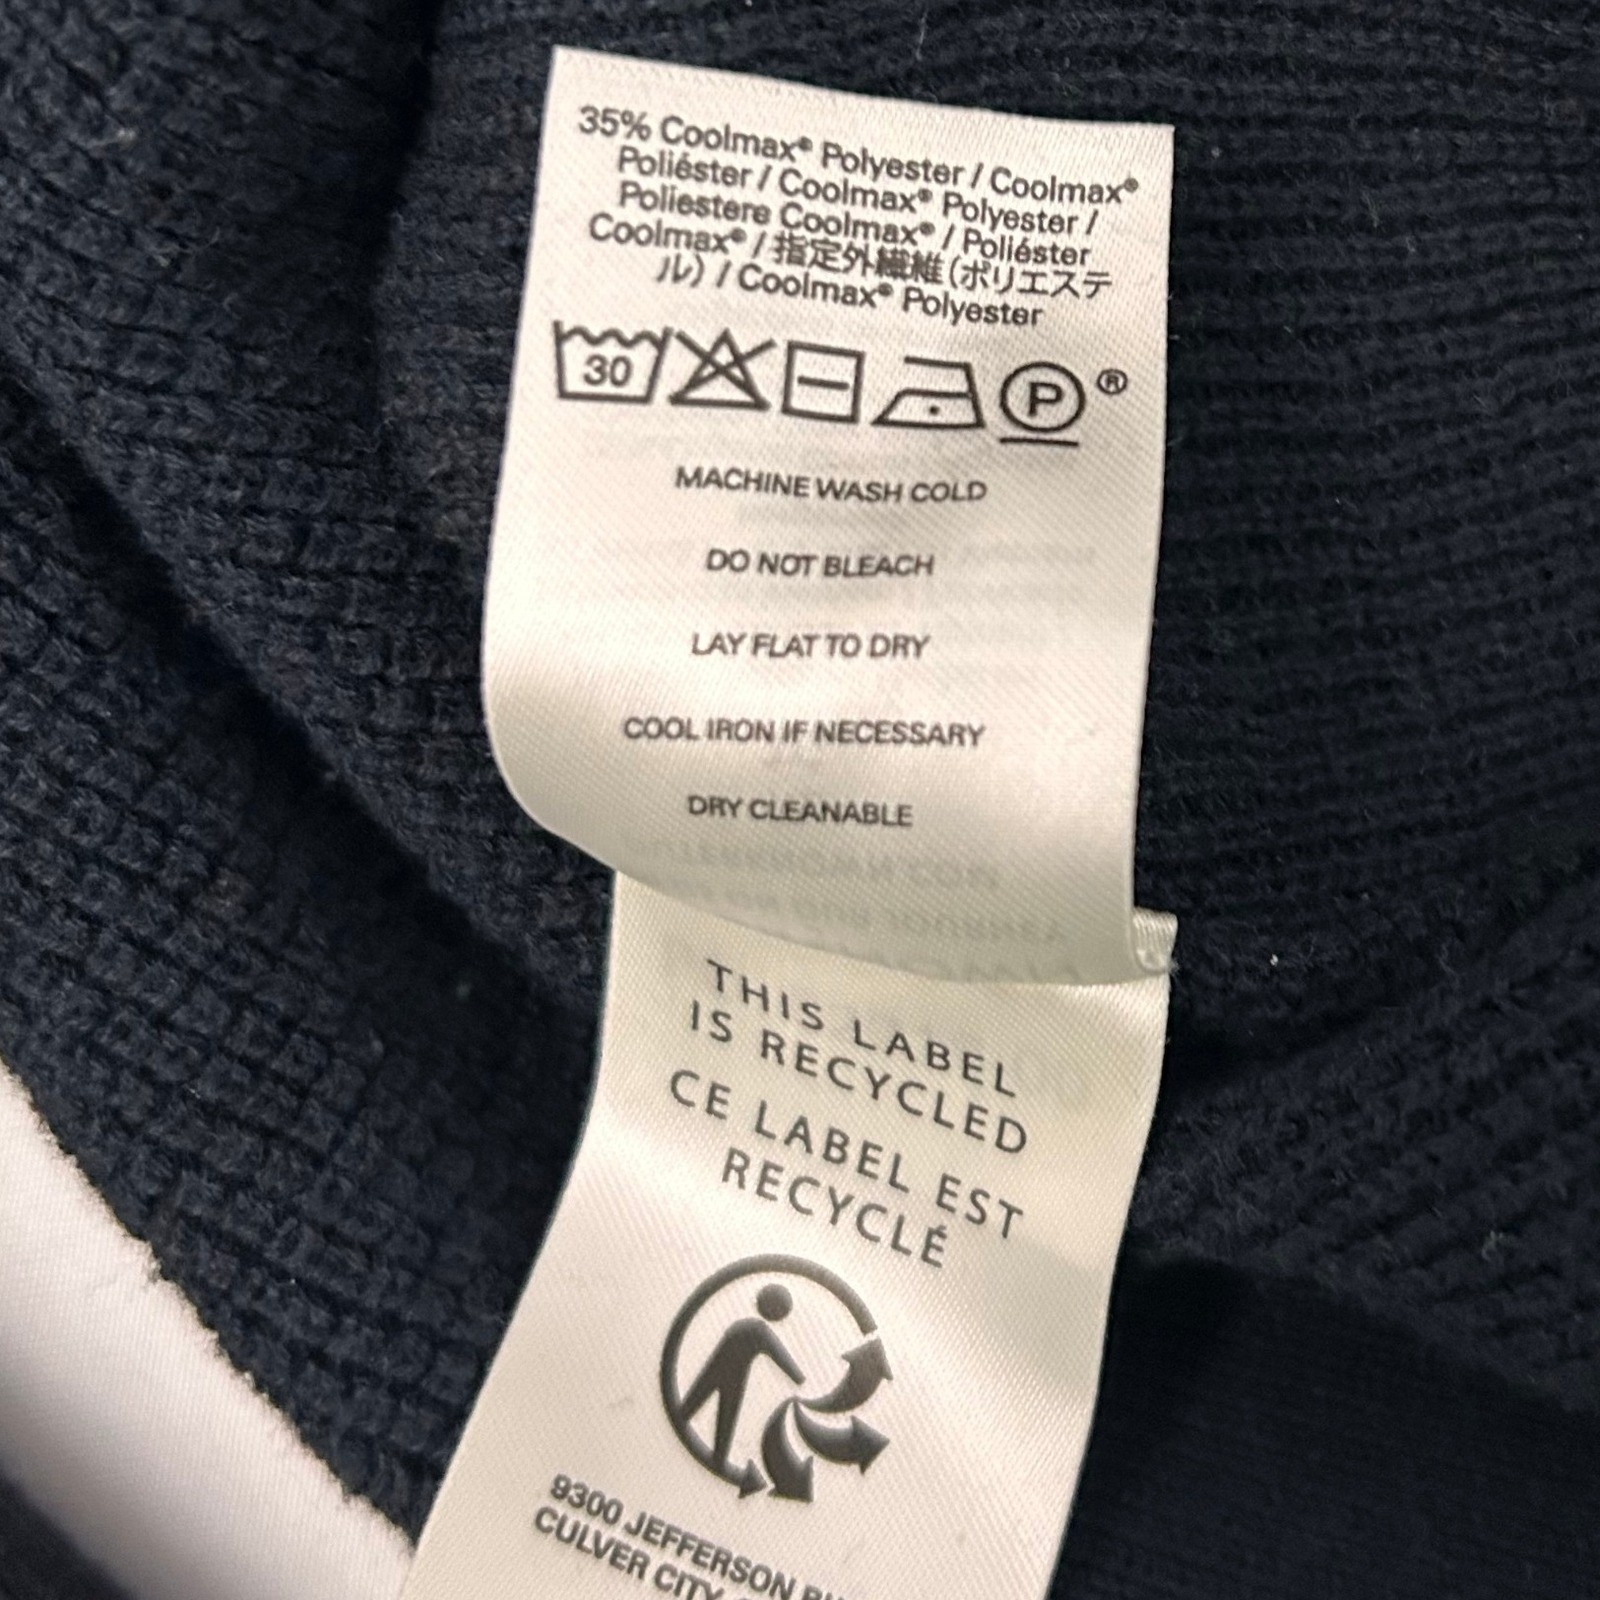 35% Coolmax® Polyester / Coolmax®
Poliéster / Coolmax® Polyester /
Poliestere Coolmax® / Poliéster
Coolmax® / 指定外繊維 (ポリエステ
ル) / Coolmax® Polyester
30 P ®
MACHINE WASH COLD
DO NOT BLEACH
LAY FLAT TO DRY
COOL IRON IF NECESSARY
DRY CLEANABLE
THIS LABEL
IS RECYCLED
CE LABEL EST
RECYCLÉ
9300 JEFFERSON
CULVER CITY,